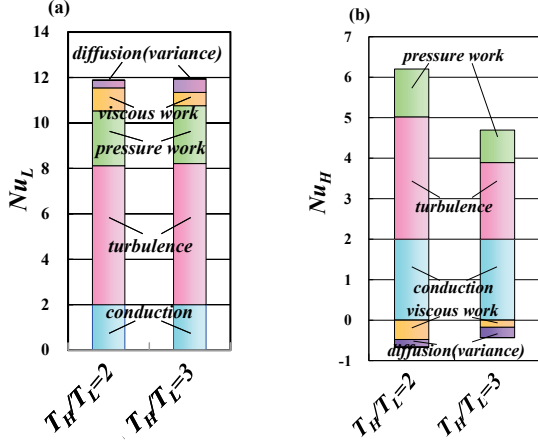 (a)
14
12
10
8
6
4
2
0
Nu_L
diffusion(variance)
viscous work
pressure work
turbulence
conduction
T_H/T_L=2
T_H/T_L=3
(b)
7
6
5
4
3
2
1
0
-1
Nu_H
pressure work
turbulence
conduction
viscous work
diffusion(variance)
T_H/T_L=2
T_H/T_L=3